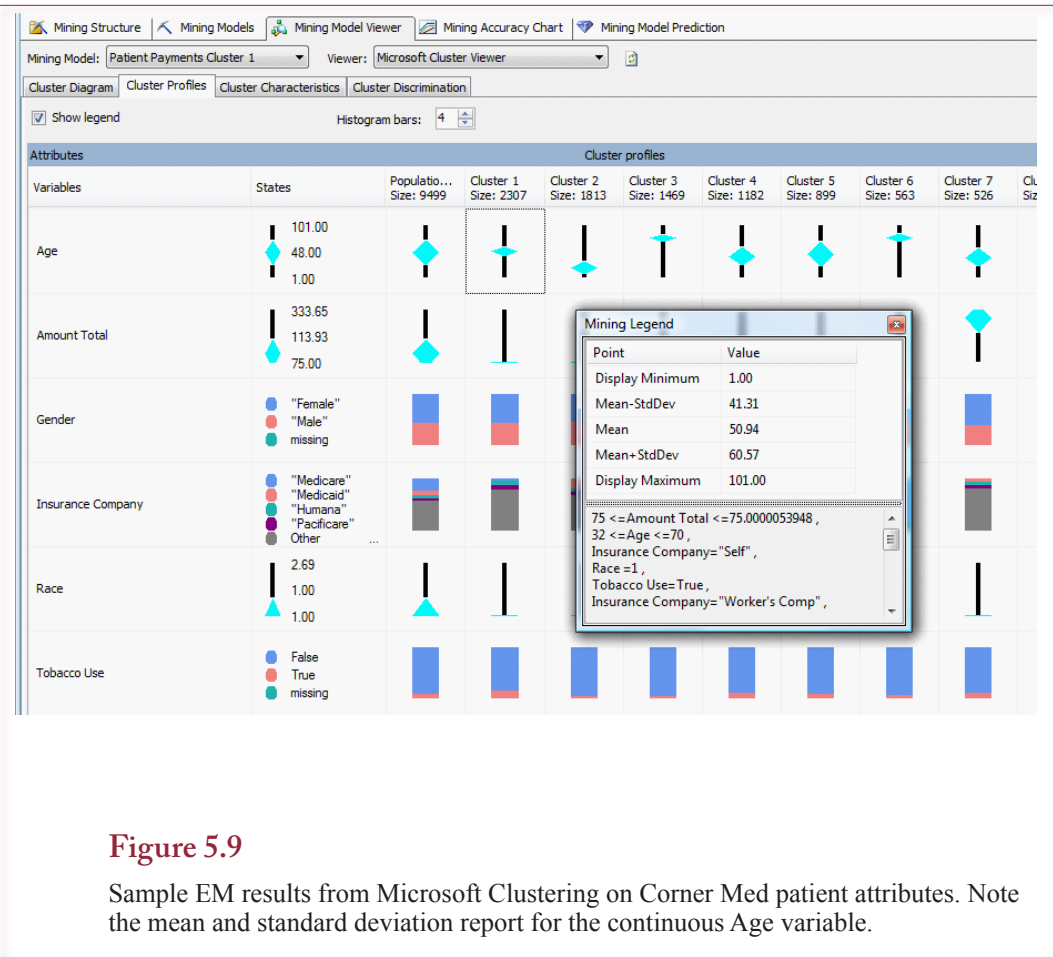 Mining Structure Mining Models Mining Model Viewer Mining Accuracy Chart Mining Model Prediction
Mining Model: Patient Payments Cluster 1 Viewer: Microsoft Cluster Viewer
Cluster Diagram Cluster Profiles Cluster Characteristics Cluster Discrimination
Show legend Histogram bars: 4
Attributes Cluster profiles
Variables States Populatio... Cluster 1 Cluster 2 Cluster 3 Cluster 4 Cluster 5 Cluster 6 Cluster 7 Clu
Size: 9499 Size: 2307 Size: 1813 Size: 1469 Size: 1182 Size: 899 Size: 563 Size: 526 Siz
101.00
Age 48.00
1.00
333.65
Amount Total 113.93
75.00
"Female"
Gender "Male"
missing
"Medicare"
"Medicaid"
Insurance Company "Humana"
"Pacificare"
Other ...
2.69
Race 1.00
1.00
False
Tobacco Use True
missing
Mining Legend
Point Value
Display Minimum 1.00
Mean-StdDev 41.31
Mean 50.94
Mean+StdDev 60.57
Display Maximum 101.00
75 <=Amount Total <=75.0000053948 ,
32 <=Age <=70 ,
Insurance Company="Self" ,
Race =1 ,
Tobacco Use=True ,
Insurance Company="Worker's Comp" ,
Figure 5.9
Sample EM results from Microsoft Clustering on Corner Med patient attributes. Note
the mean and standard deviation report for the continuous Age variable.